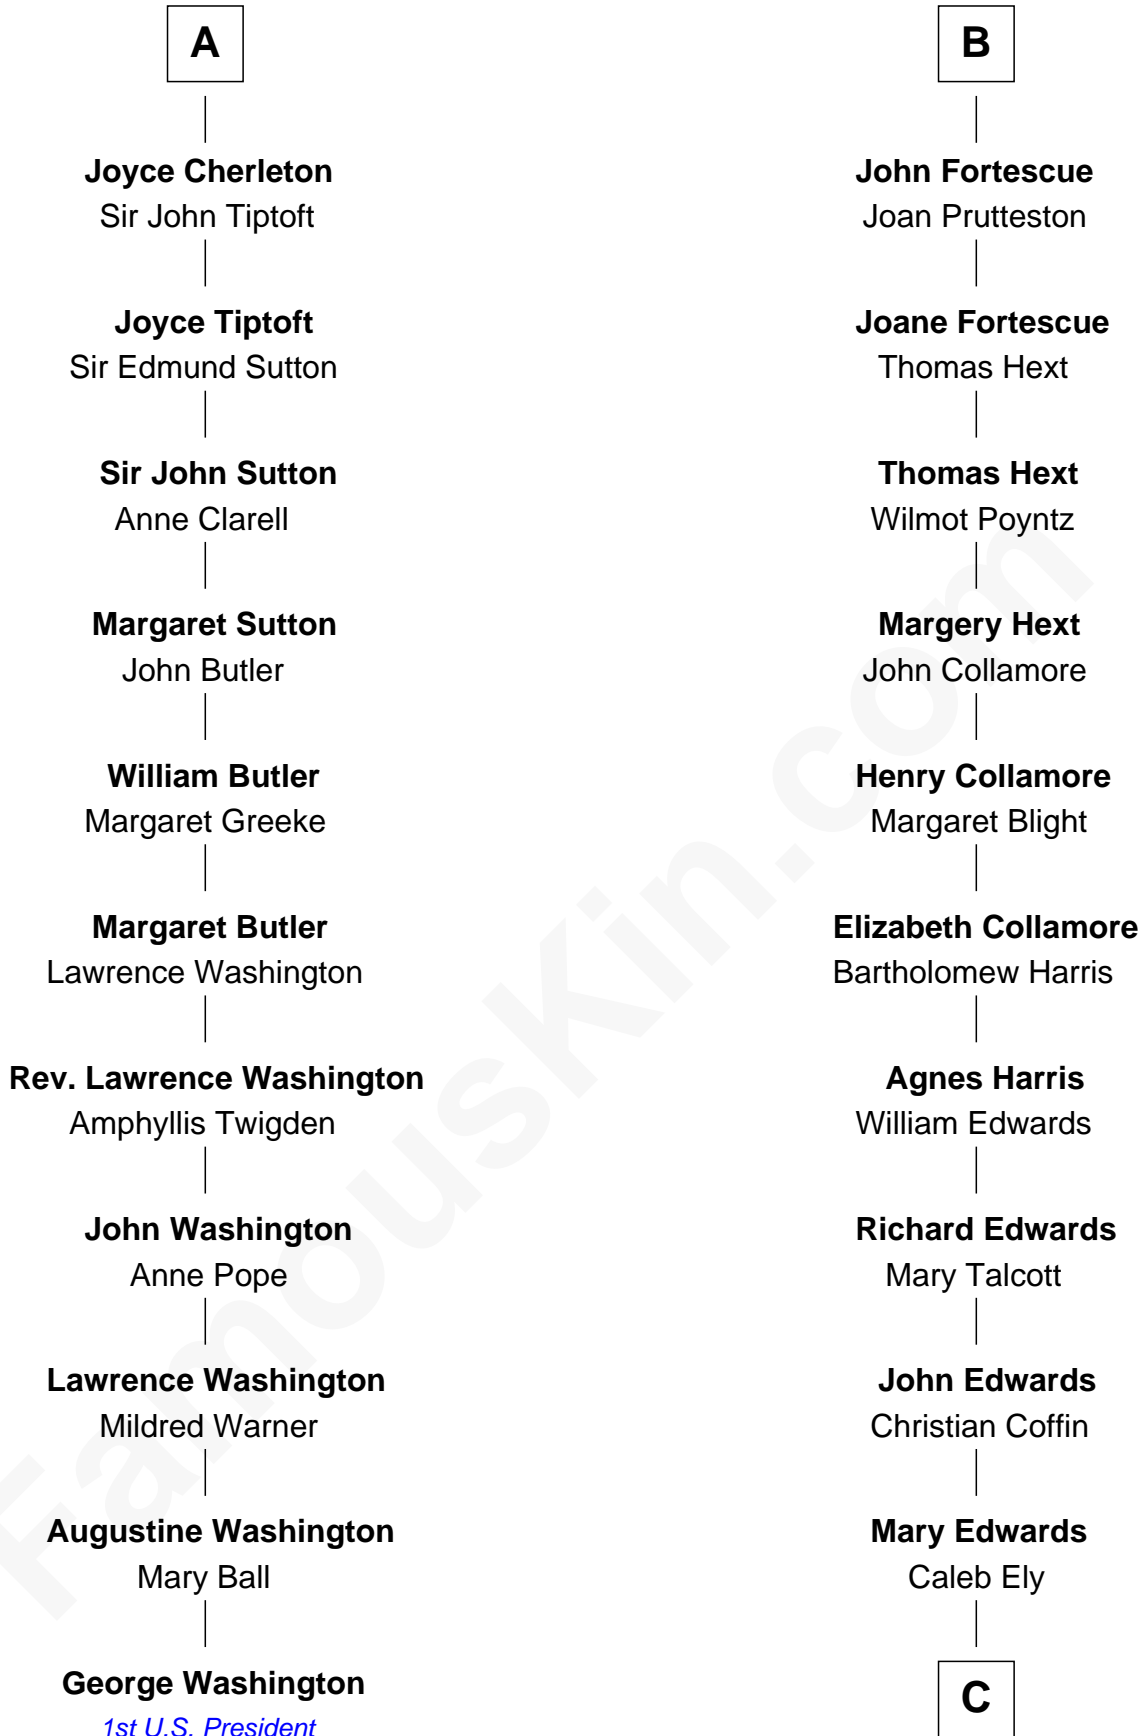 A
Joyce Cherleton
Sir John Tiptoft
Joyce Tiptoft
Sir Edmund Sutton
Sir John Sutton
Anne Clarell
Margaret Sutton
John Butler
William Butler
Margaret Greeke
Margaret Butler
Lawrence Washington
Rev. Lawrence Washington
Amphyllis Twigden
John Washington
Anne Pope
Lawrence Washington
Mildred Warner
Augustine Washington
Mary Ball
George Washington
1st U.S. President
B
John Fortescue
Joan Prutteston
Joane Fortescue
Thomas Hext
Thomas Hext
Wilmot Poyntz
Margery Hext
John Collamore
Henry Collamore
Margaret Blight
Elizabeth Collamore
Bartholomew Harris
Agnes Harris
William Edwards
Richard Edwards
Mary Talcott
John Edwards
Christian Coffin
Mary Edwards
Caleb Ely
C
FamousKin.com